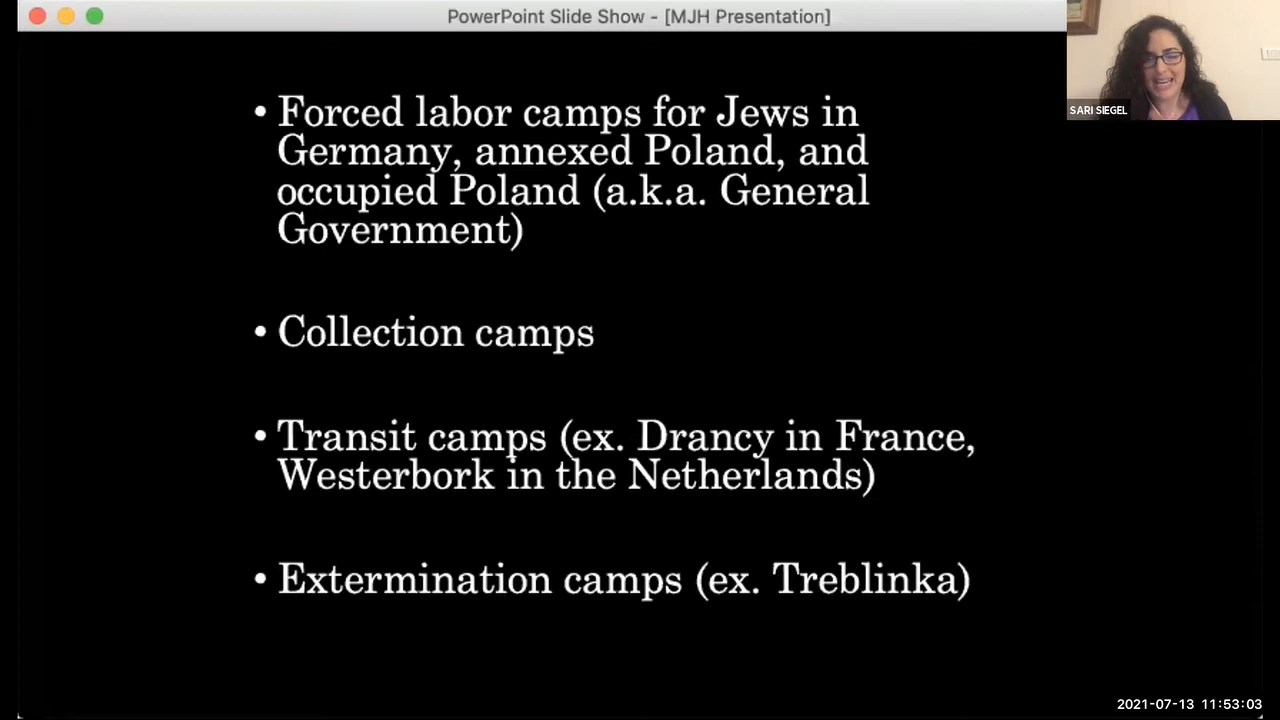 PowerPoint Slide Show - [MJH Presentation]
SARI SIEGEL
• Forced labor camps for Jews in
Germany, annexed Poland, and
occupied Poland (a.k.a. General
Government)
• Collection camps
• Transit camps (ex. Drancy in France,
Westerbork in the Netherlands)
• Extermination camps (ex. Treblinka)
2021-07-13 11:53:03